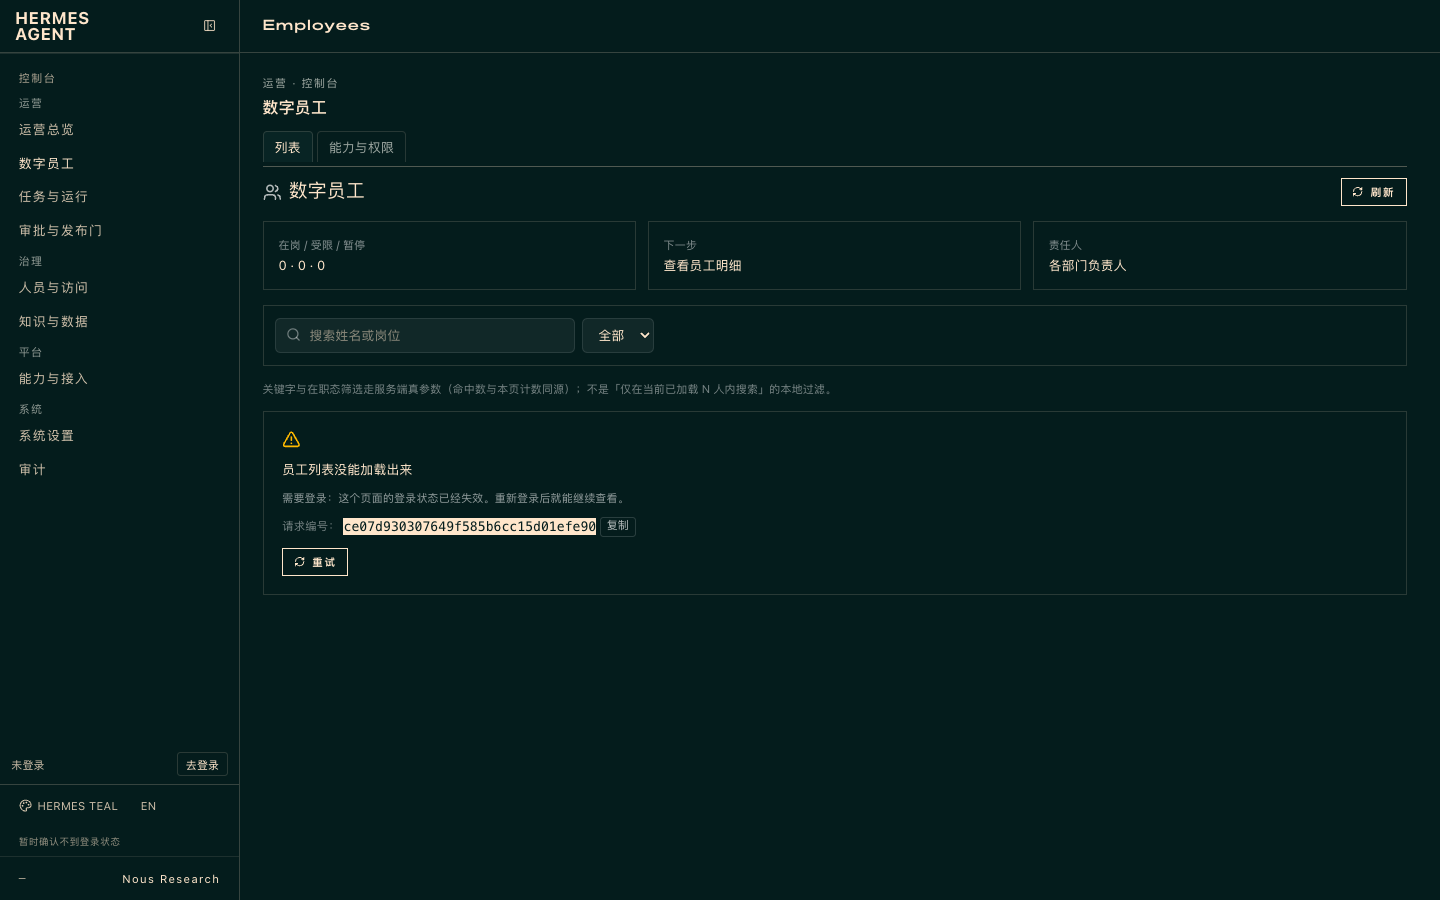 HERMES
AGENT
控制台
运营
运营总览
数字员工
任务与运行
审批与发布门
治理
人员与访问
知识与数据
平台
能力与接入
系统
系统设置
审计
未登录
去登录
HERMES TEAL
EN
暂时确认不到登录状态
—
Nous Research
Employees
运营 · 控制台
数字员工
列表
能力与权限
数字员工
刷新
在岗 / 受限 / 暂停
0 · 0 · 0
下一步
查看员工明细
责任人
各部门负责人
搜索姓名或岗位
全部
关键字与在职态筛选走服务端真参数（命中数与本页计数同源）；不是「仅在当前已加载 N 人内搜索」的本地过滤。
员工列表没能加载出来
需要登录：这个页面的登录状态已经失效。重新登录后就能继续查看。
请求编号： ce07d930307649f585b6cc15d01efe90 复制
重试